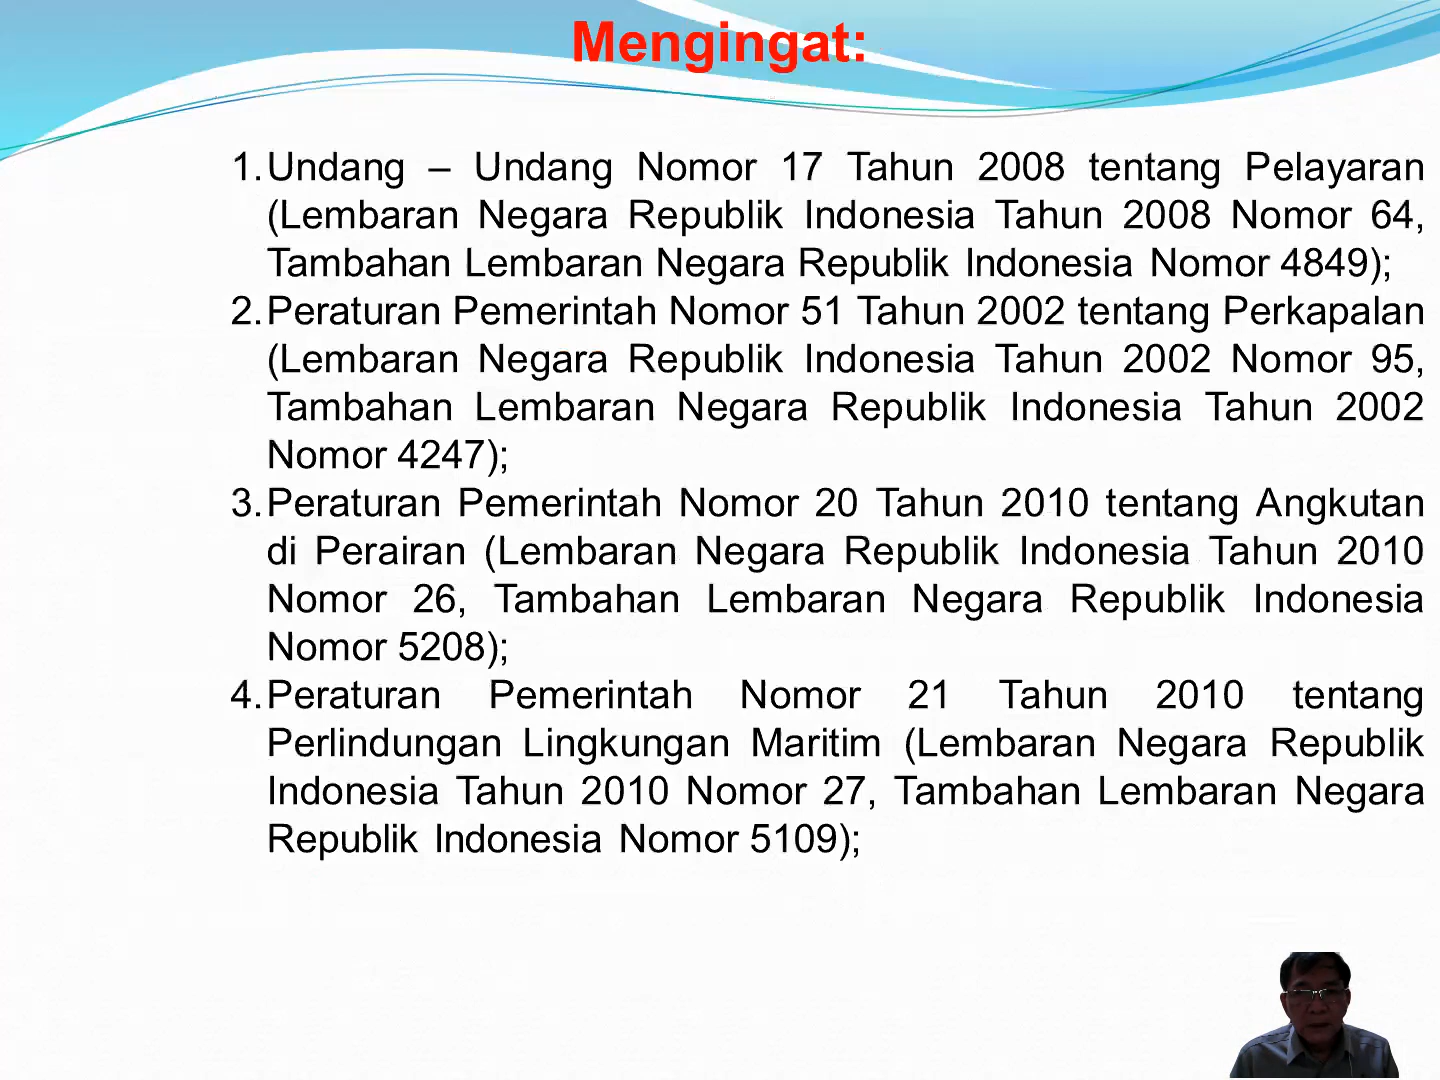 Mengingat:
1. Undang – Undang Nomor 17 Tahun 2008 tentang Pelayaran
(Lembaran Negara Republik Indonesia Tahun 2008 Nomor 64,
Tambahan Lembaran Negara Republik Indonesia Nomor 4849);
2. Peraturan Pemerintah Nomor 51 Tahun 2002 tentang Perkapalan
(Lembaran Negara Republik Indonesia Tahun 2002 Nomor 95,
Tambahan Lembaran Negara Republik Indonesia Tahun 2002
Nomor 4247);
3. Peraturan Pemerintah Nomor 20 Tahun 2010 tentang Angkutan
di Perairan (Lembaran Negara Republik Indonesia Tahun 2010
Nomor 26, Tambahan Lembaran Negara Republik Indonesia
Nomor 5208);
4. Peraturan Pemerintah Nomor 21 Tahun 2010 tentang
Perlindungan Lingkungan Maritim (Lembaran Negara Republik
Indonesia Tahun 2010 Nomor 27, Tambahan Lembaran Negara
Republik Indonesia Nomor 5109);